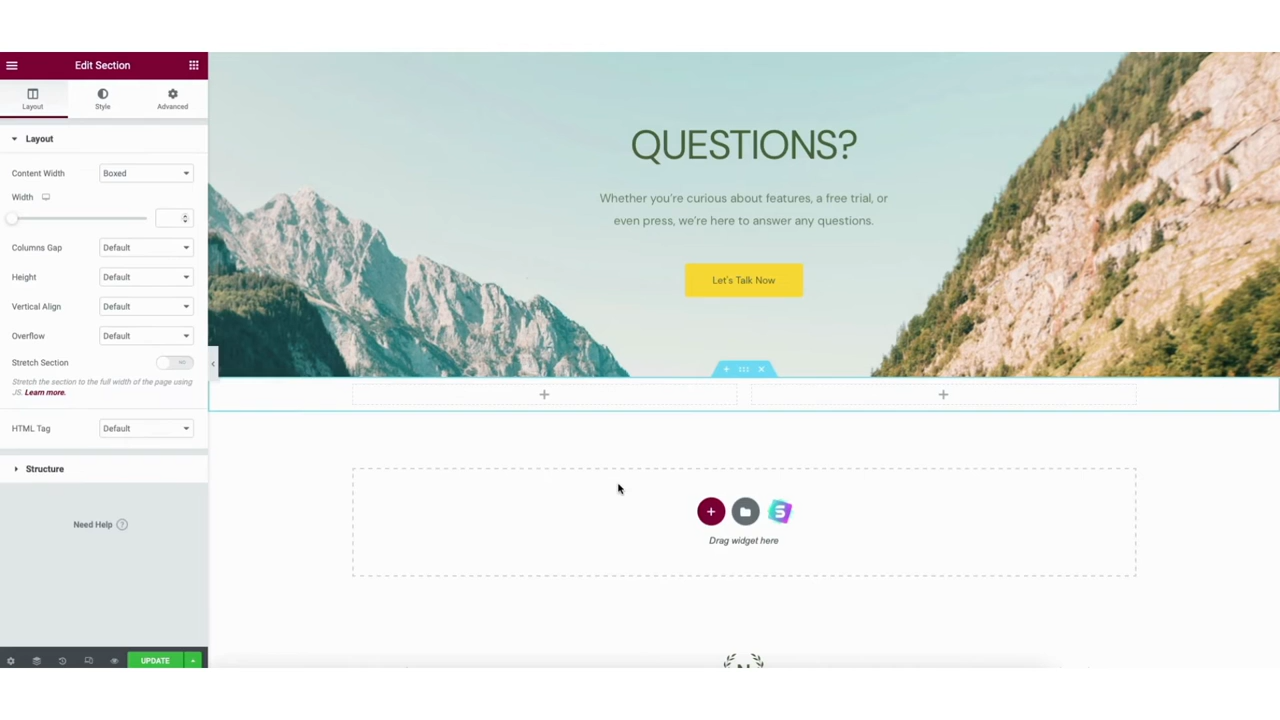 Edit Section
Layout
Style
Advanced
Layout
Content Width
Boxed
Width
Columns Gap
Default
Height
Default
Vertical Align
Default
Overflow
Default
Stretch Section
NO
Stretch the section to the full width of the page using
JS. Learn more.
HTML Tag
Default
Structure
Need Help ?
UPDATE
QUESTIONS?
Whether you're curious about features, a free trial, or
even press, we're here to answer any questions.
Let's Talk Now
Drag widget here